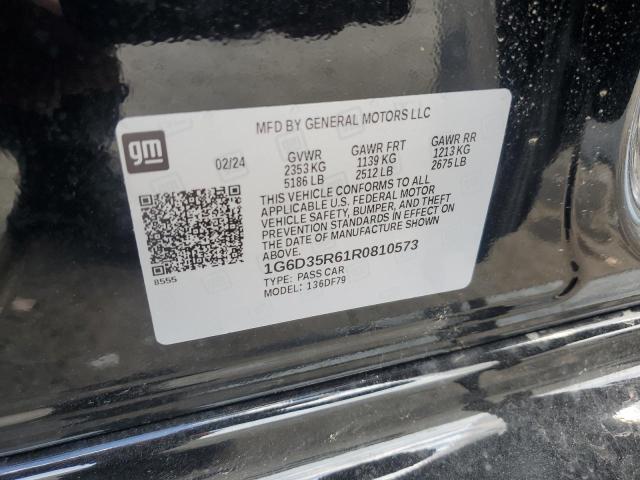 MFD BY GENERAL MOTORS LLC
gm
02/24
GVWR GAWR FRT GAWR RR
2353 KG 1139 KG 1213 KG
5186 LB 2512 LB 2675 LB
THIS VEHICLE CONFORMS TO ALL
APPLICABLE U.S. FEDERAL MOTOR
VEHICLE SAFETY, BUMPER, AND THEFT
PREVENTION STANDARDS IN EFFECT ON
THE DATE OF MANUFACTURE SHOWN
ABOVE.
1G6D35R61R0810573
TYPE: PASS CAR
MODEL: 136DF79
8555